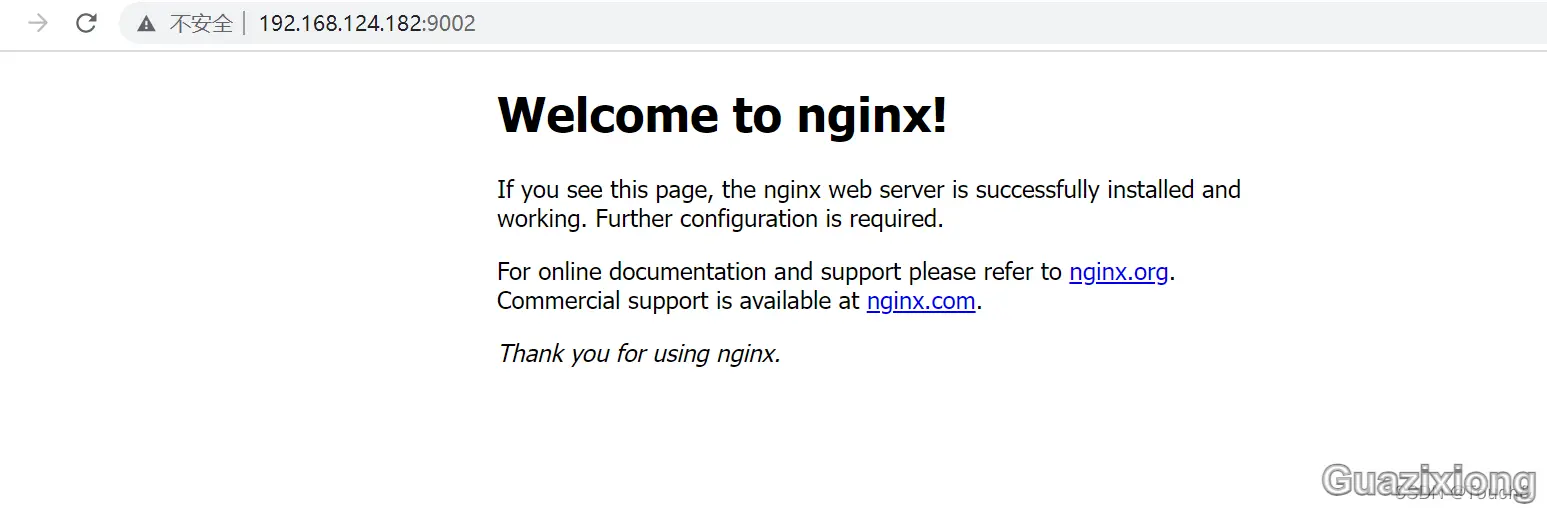 不安全 192.168.124.182:9002
Welcome to nginx!
If you see this page, the nginx web server is successfully installed and
working. Further configuration is required.
For online documentation and support please refer to nginx.org.
Commercial support is available at nginx.com.
Thank you for using nginx.
Guazixiong